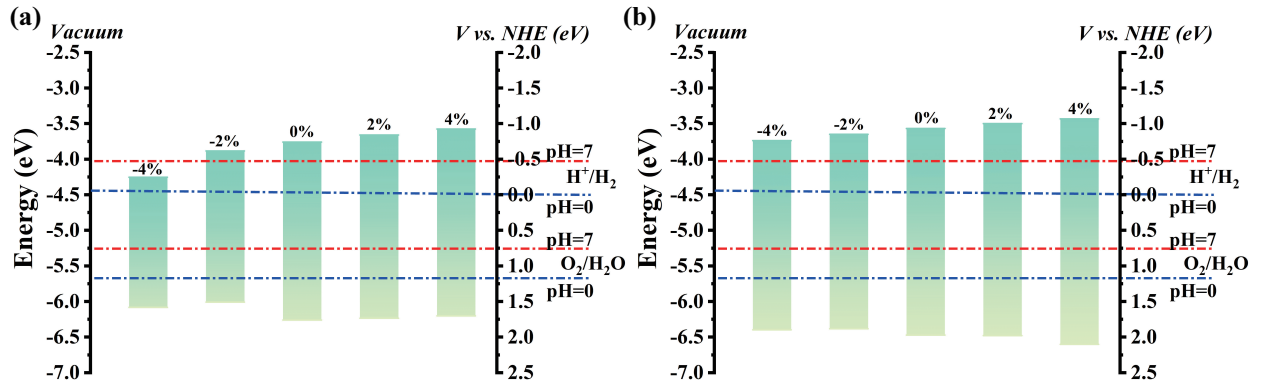 (a)
Vacuum
V vs. NHE (eV)
Energy (eV)
-2.5
-3.0
-3.5
-4.0
-4.5
-5.0
-5.5
-6.0
-6.5
-7.0
-4%
-2%
0%
2%
4%
-2.0
-1.5
-1.0
-0.5
0.0
0.5
1.0
1.5
2.0
2.5
pH=7
H⁺/H₂
pH=0
pH=7
O₂/H₂O
pH=0
(b)
Vacuum
V vs. NHE (eV)
Energy (eV)
-2.5
-3.0
-3.5
-4.0
-4.5
-5.0
-5.5
-6.0
-6.5
-7.0
-4%
-2%
0%
2%
4%
-2.0
-1.5
-1.0
-0.5
0.0
0.5
1.0
1.5
2.0
2.5
pH=7
H⁺/H₂
pH=0
pH=7
O₂/H₂O
pH=0